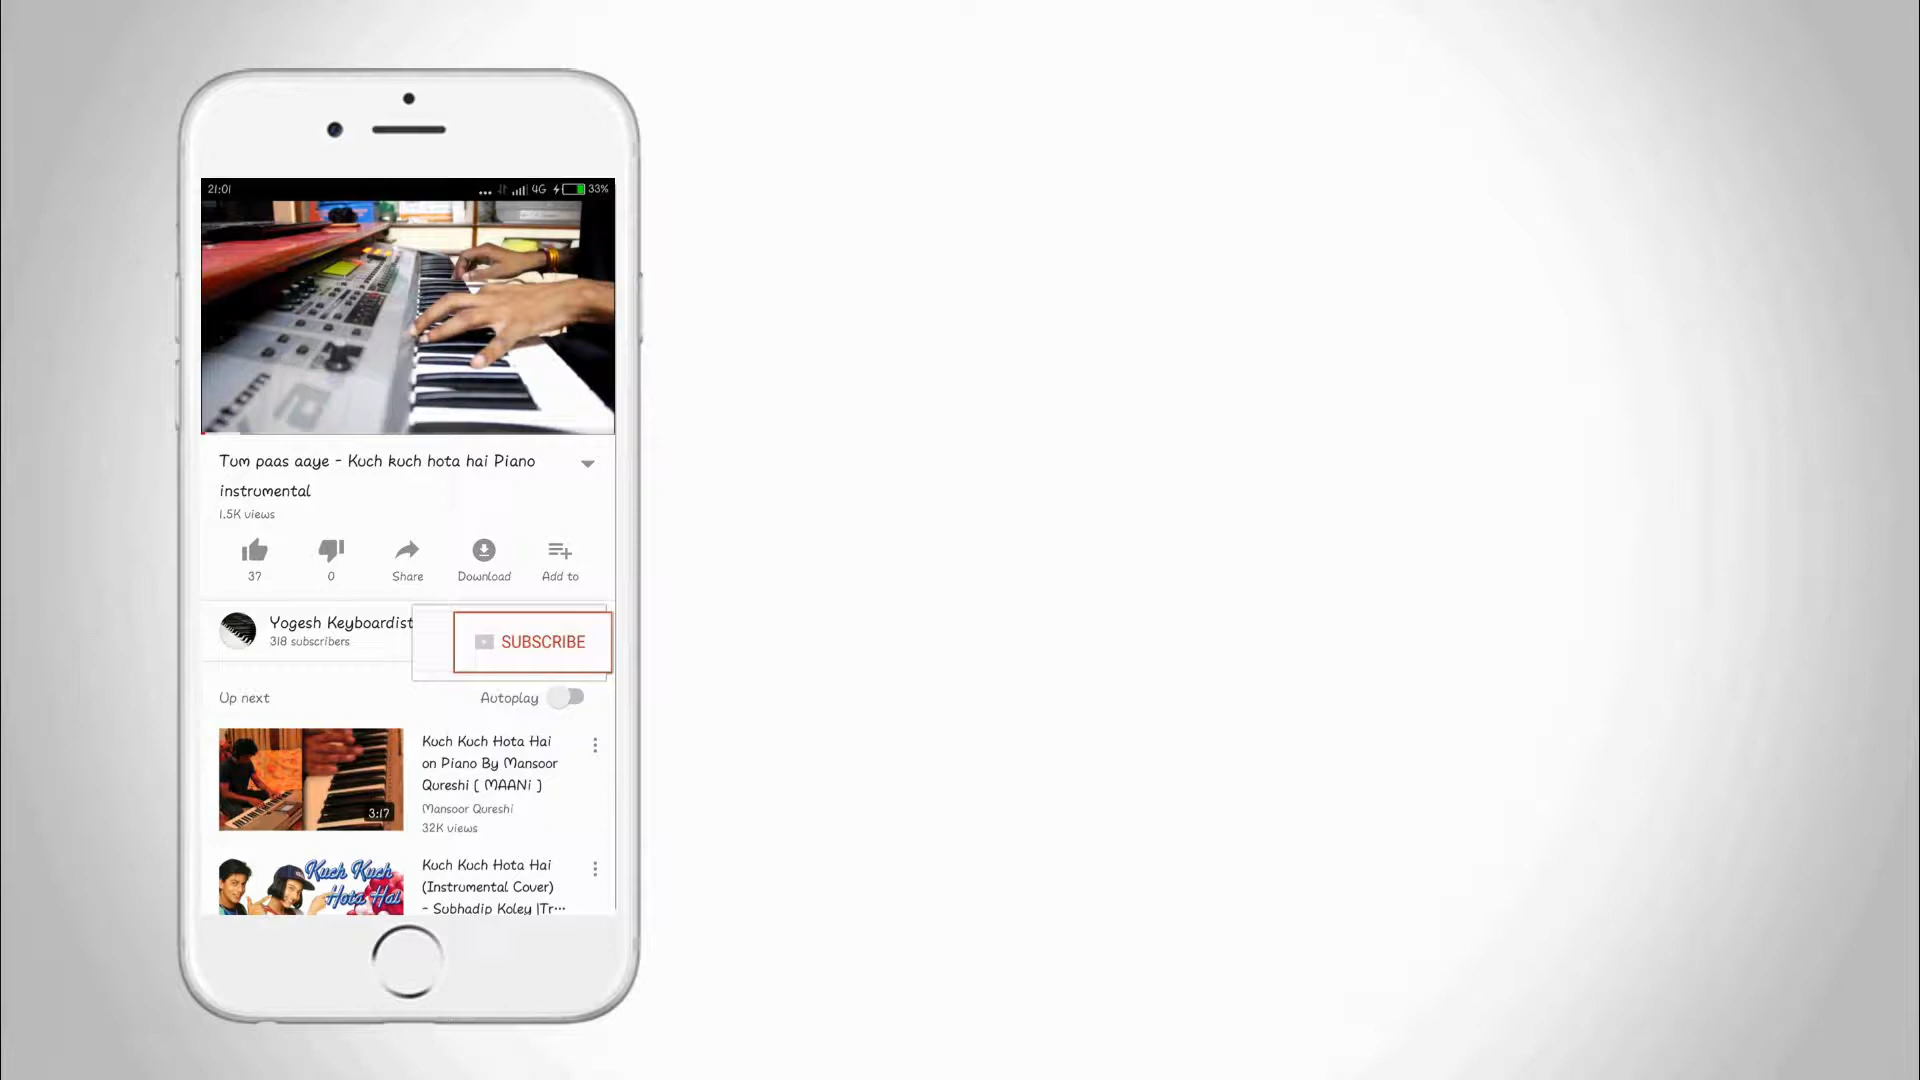 21:01
4G
33%
Tum paas aaye - Kuch kuch hota hai Piano
instrumental
1.5K views
37
0
Share
Download
Add to
Yogesh Keyboardist
318 subscribers
SUBSCRIBE
Up next
Autoplay
Kuch Kuch Hota Hai
on Piano By Mansoor
Qureshi [ MAANi ]
Mansoor Qureshi
32K views
3:17
Kuch Kuch
Hota Hai
Kuch Kuch Hota Hai
(Instrumental Cover)
- Subhadip Koley |Tr...